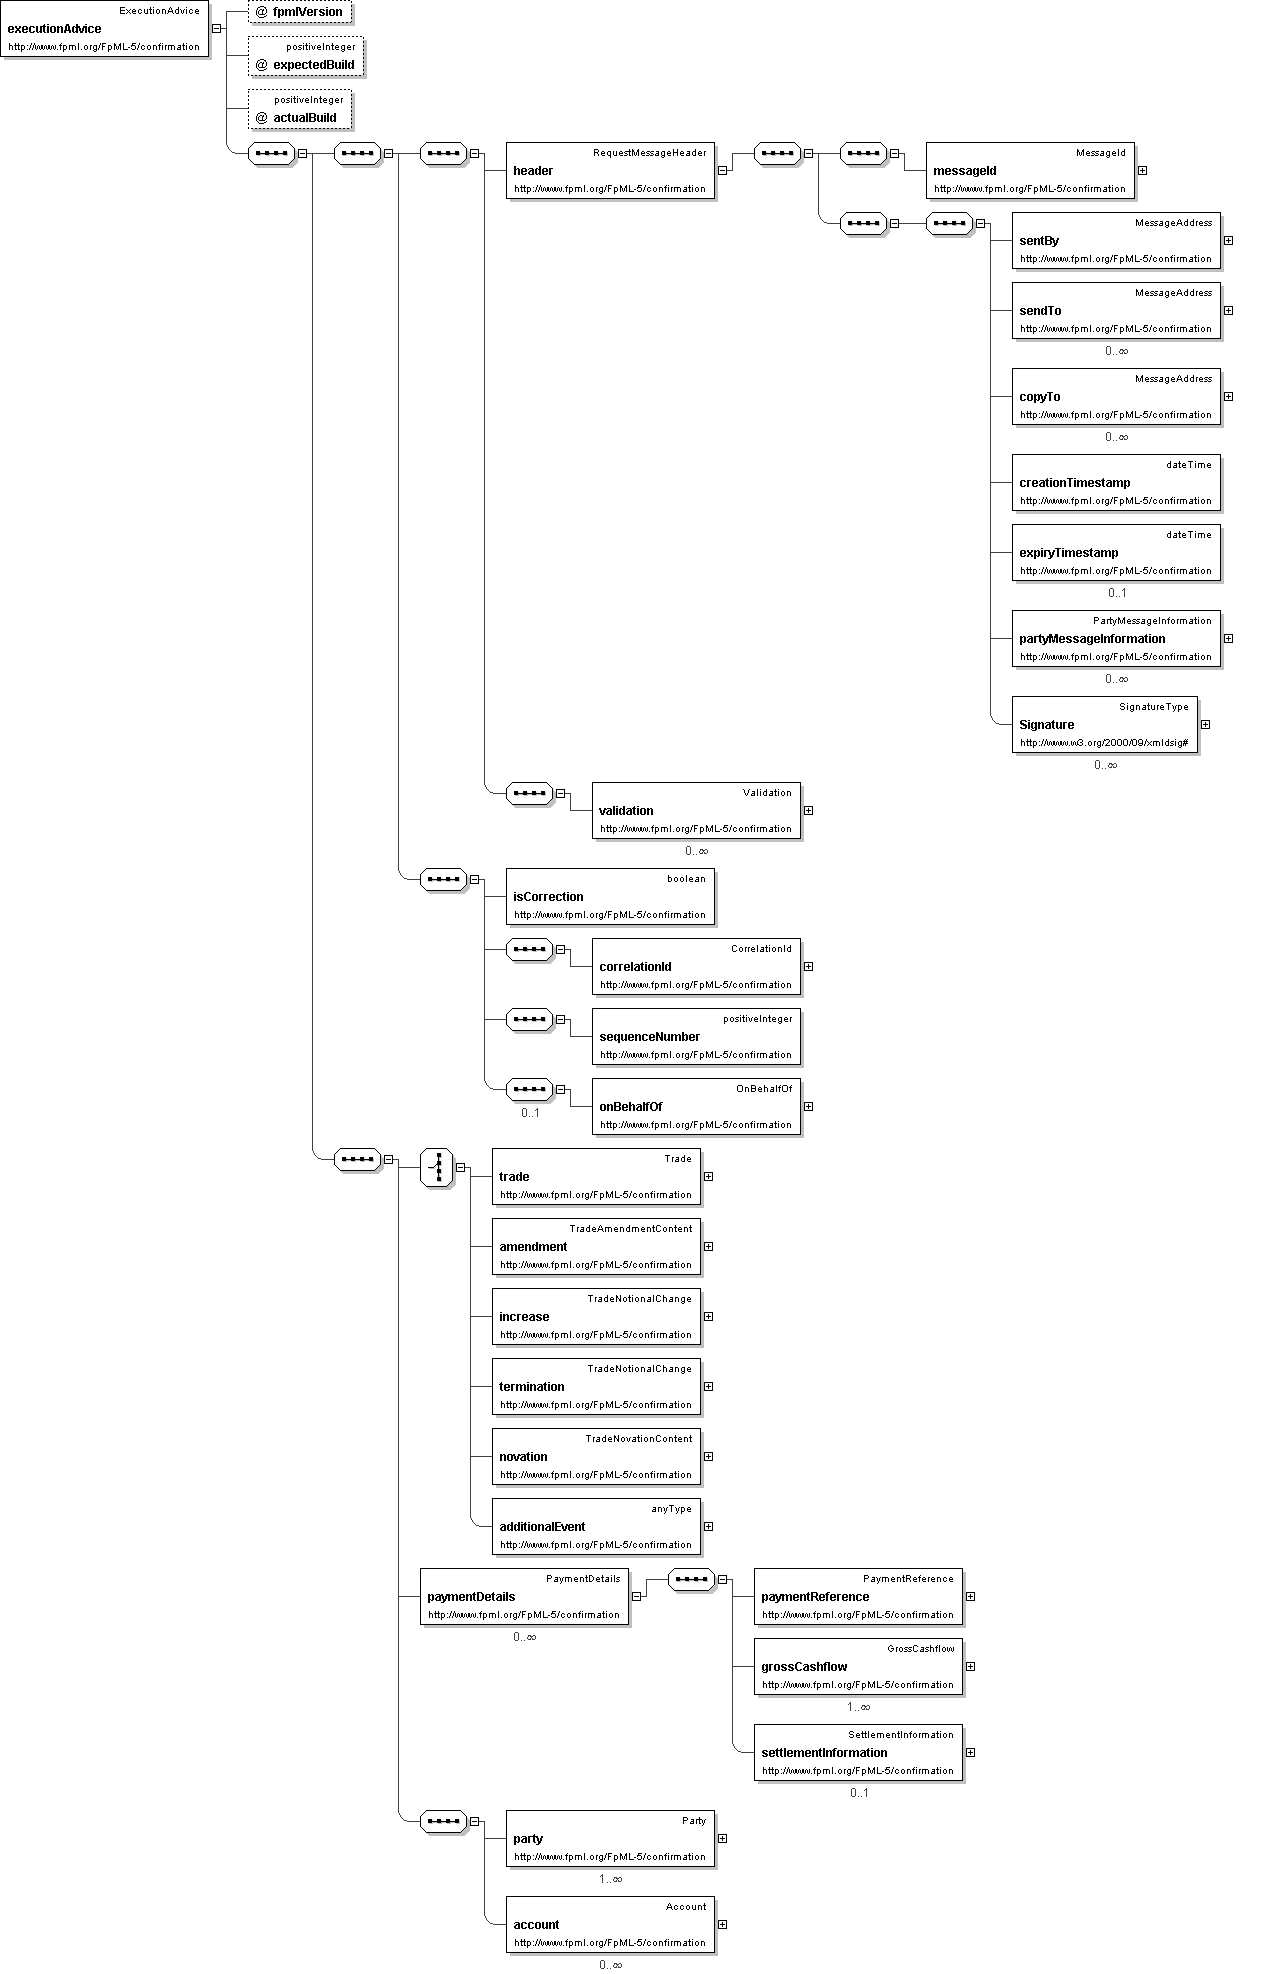 ExecutionAdvice
executionAdvice
http://www.fpml.org/FpML-5/confirmation
@ fpmlVersion
positiveInteger
@ expectedBuild
positiveInteger
@ actualBuild
RequestMessageHeader
header
http://www.fpml.org/FpML-5/confirmation
MessageId
messageId
http://www.fpml.org/FpML-5/confirmation
MessageAddress
sentBy
http://www.fpml.org/FpML-5/confirmation
MessageAddress
sendTo
http://www.fpml.org/FpML-5/confirmation
0..∞
MessageAddress
copyTo
http://www.fpml.org/FpML-5/confirmation
0..∞
dateTime
creationTimestamp
http://www.fpml.org/FpML-5/confirmation
dateTime
expiryTimestamp
http://www.fpml.org/FpML-5/confirmation
0..1
PartyMessageInformation
partyMessageInformation
http://www.fpml.org/FpML-5/confirmation
0..∞
SignatureType
Signature
http://www.w3.org/2000/09/xmldsig#
0..∞
Validation
validation
http://www.fpml.org/FpML-5/confirmation
0..∞
boolean
isCorrection
http://www.fpml.org/FpML-5/confirmation
CorrelationId
correlationId
http://www.fpml.org/FpML-5/confirmation
positiveInteger
sequenceNumber
http://www.fpml.org/FpML-5/confirmation
0..1
OnBehalfOf
onBehalfOf
http://www.fpml.org/FpML-5/confirmation
Trade
trade
http://www.fpml.org/FpML-5/confirmation
TradeAmendmentContent
amendment
http://www.fpml.org/FpML-5/confirmation
TradeNotionalChange
increase
http://www.fpml.org/FpML-5/confirmation
TradeNotionalChange
termination
http://www.fpml.org/FpML-5/confirmation
TradeNovationContent
novation
http://www.fpml.org/FpML-5/confirmation
anyType
additionalEvent
http://www.fpml.org/FpML-5/confirmation
PaymentDetails
paymentDetails
http://www.fpml.org/FpML-5/confirmation
0..∞
PaymentReference
paymentReference
http://www.fpml.org/FpML-5/confirmation
GrossCashflow
grossCashflow
http://www.fpml.org/FpML-5/confirmation
1..∞
SettlementInformation
settlementInformation
http://www.fpml.org/FpML-5/confirmation
0..1
Party
party
http://www.fpml.org/FpML-5/confirmation
1..∞
Account
account
http://www.fpml.org/FpML-5/confirmation
0..∞